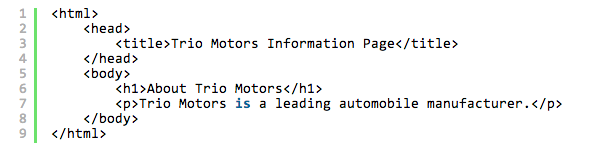 1 <html>
2     <head>
3         <title>Trio Motors Information Page</title>
4     </head>
5     <body>
6         <h1>About Trio Motors</h1>
7         <p>Trio Motors is a leading automobile manufacturer.</p>
8     </body>
9 </html>